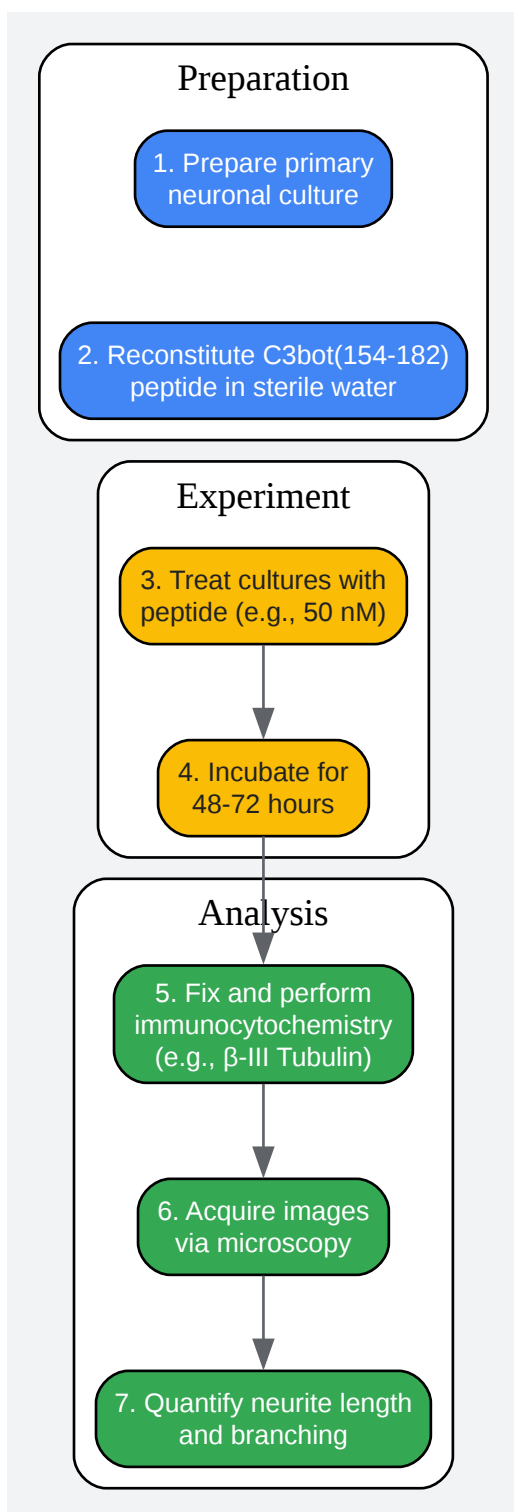 Preparation
1. Prepare primary
neuronal culture
2. Reconstitute C3bot(154-182)
peptide in sterile water
Experiment
3. Treat cultures with
peptide (e.g., 50 nM)
4. Incubate for
48-72 hours
Analysis
5. Fix and perform
immunocytochemistry
(e.g., β-III Tubulin)
6. Acquire images
via microscopy
7. Quantify neurite length
and branching